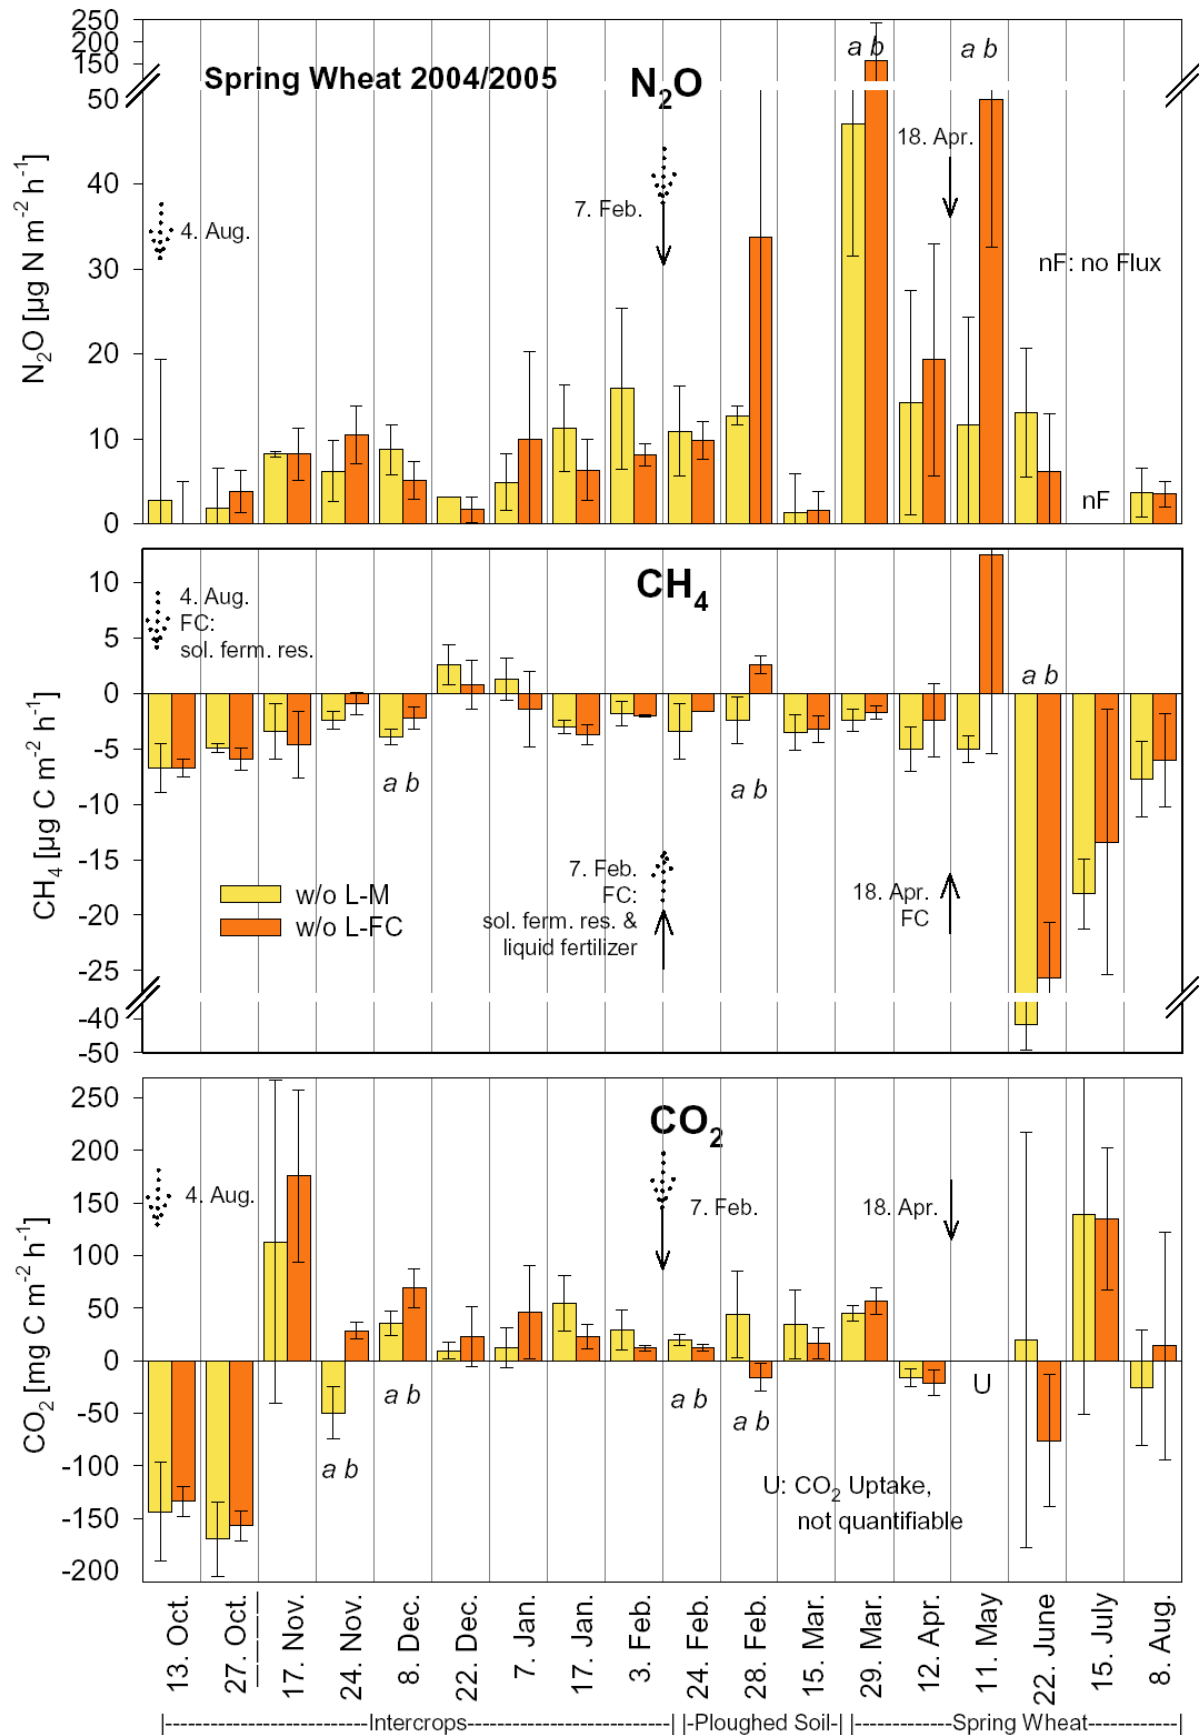 Spring Wheat 2004/2005
N₂O
250
200
150
50
40
30
20
10
0
N₂O [µg N m⁻² h⁻¹]
a b
a b
18. Apr.
7. Feb.
4. Aug.
nF: no Flux
nF
CH₄
10
5
0
-5
-10
-15
-20
-25
-40
-50
CH₄ [µg C m⁻² h⁻¹]
4. Aug.
FC:
sol. ferm. res.
a b
a b
a b
w/o L-M
w/o L-FC
7. Feb.
FC:
sol. ferm. res. &
liquid fertilizer
18. Apr.
FC
CO₂
250
200
150
100
50
0
-50
-100
-150
-200
CO₂ [mg C m⁻² h⁻¹]
4. Aug.
7. Feb.
18. Apr.
U
a b
a b
a b
a b
U: CO₂ Uptake,
not quantifiable
13. Oct.
27. Oct.
17. Nov.
24. Nov.
8. Dec.
22. Dec.
7. Jan.
17. Jan.
3. Feb.
24. Feb.
28. Feb.
15. Mar.
29. Mar.
12. Apr.
11. May
22. June
15. July
8. Aug.
Intercrops
Ploughed Soil
Spring Wheat